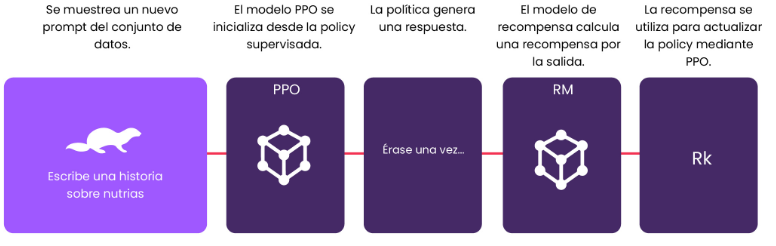 Se muestrea un nuevo
prompt del conjunto de
datos.
El modelo PPO se
inicializa desde la policy
supervisada.
La política genera
una respuesta.
El modelo de
recompensa calcula
una recompensa por
la salida.
La recompensa se
utiliza para actualizar
la policy mediante
PPO.
Escribe una historia
sobre nutrias
PPO
Érase una vez...
RM
Rk